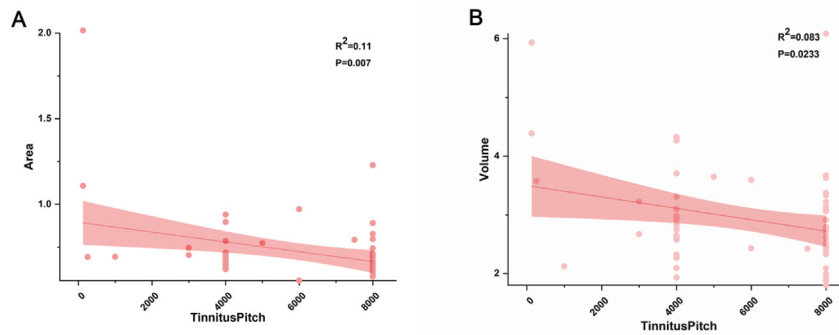 A
R2=0.11
P=0.007
2.0
1.5
1.0
Area
0
2000
4000
6000
8000
TinnitusPitch
B
R2=0.083
P=0.0233
6
4
2
Volume
0
2000
4000
6000
8000
TinnitusPitch